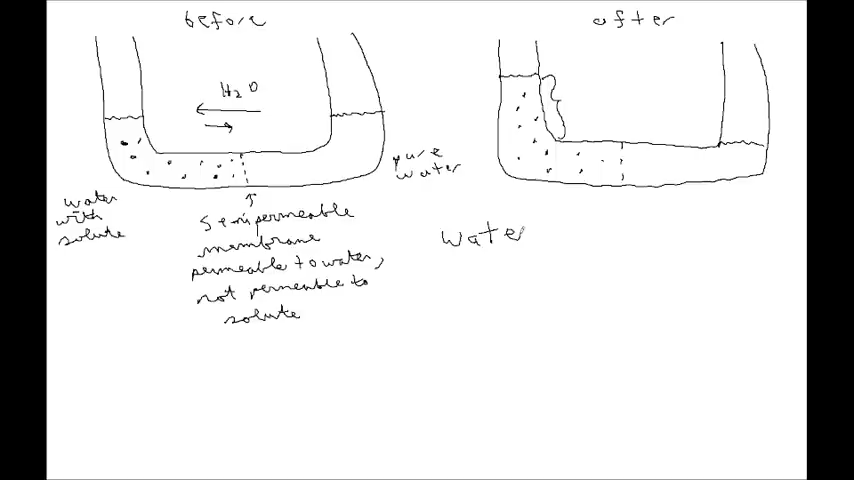 before
after
H₂O
pure
water
water
with
solute
semipermeable
membrane
permeable to water,
not permeable to
solute
water